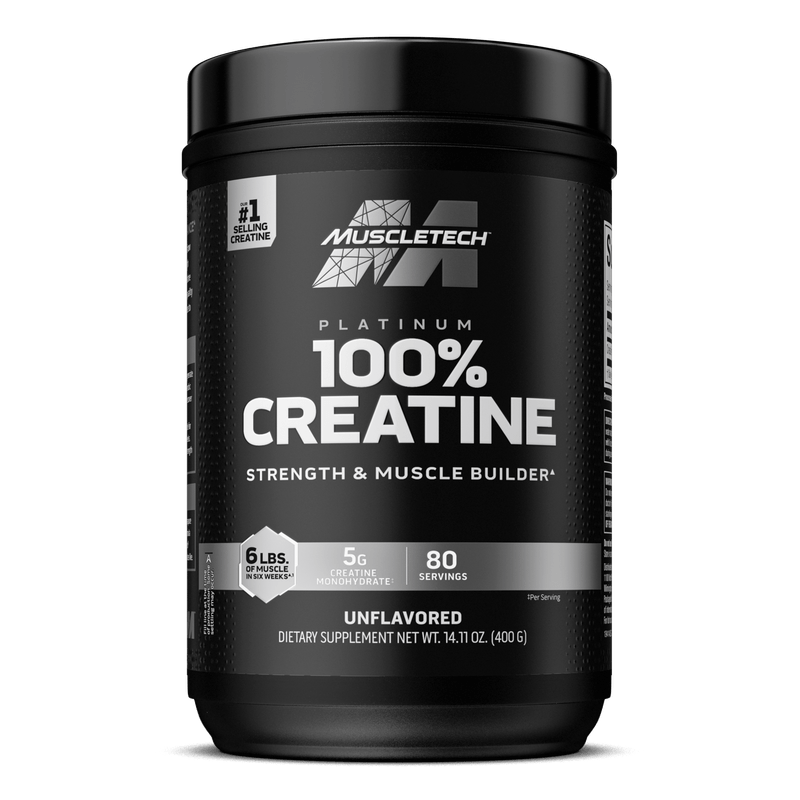 OUR
#1
SELLING
CREATINE
MUSCLETECH
PLATINUM
100%
CREATINE
STRENGTH & MUSCLE BUILDER▲
6 LBS.
OF MUSCLE
IN SIX WEEKS▲,1
5G
CREATINE
MONOHYDRATE‡
80
SERVINGS
‡Per Serving
UNFLAVORED
DIETARY SUPPLEMENT NET WT. 14.11 OZ. (400 G)